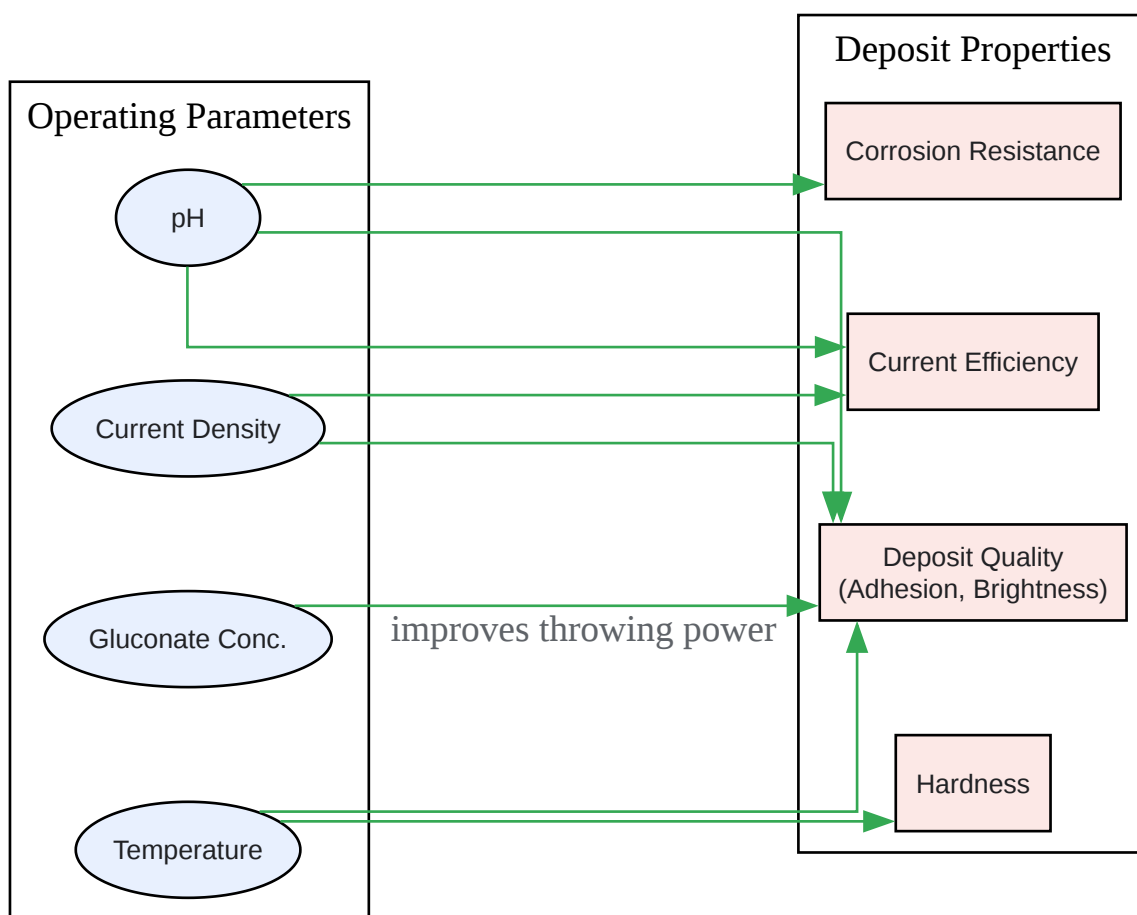 Operating Parameters
pH
Current Density
Gluconate Conc.
Temperature
improves throwing power
Deposit Properties
Corrosion Resistance
Current Efficiency
Deposit Quality
(Adhesion, Brightness)
Hardness